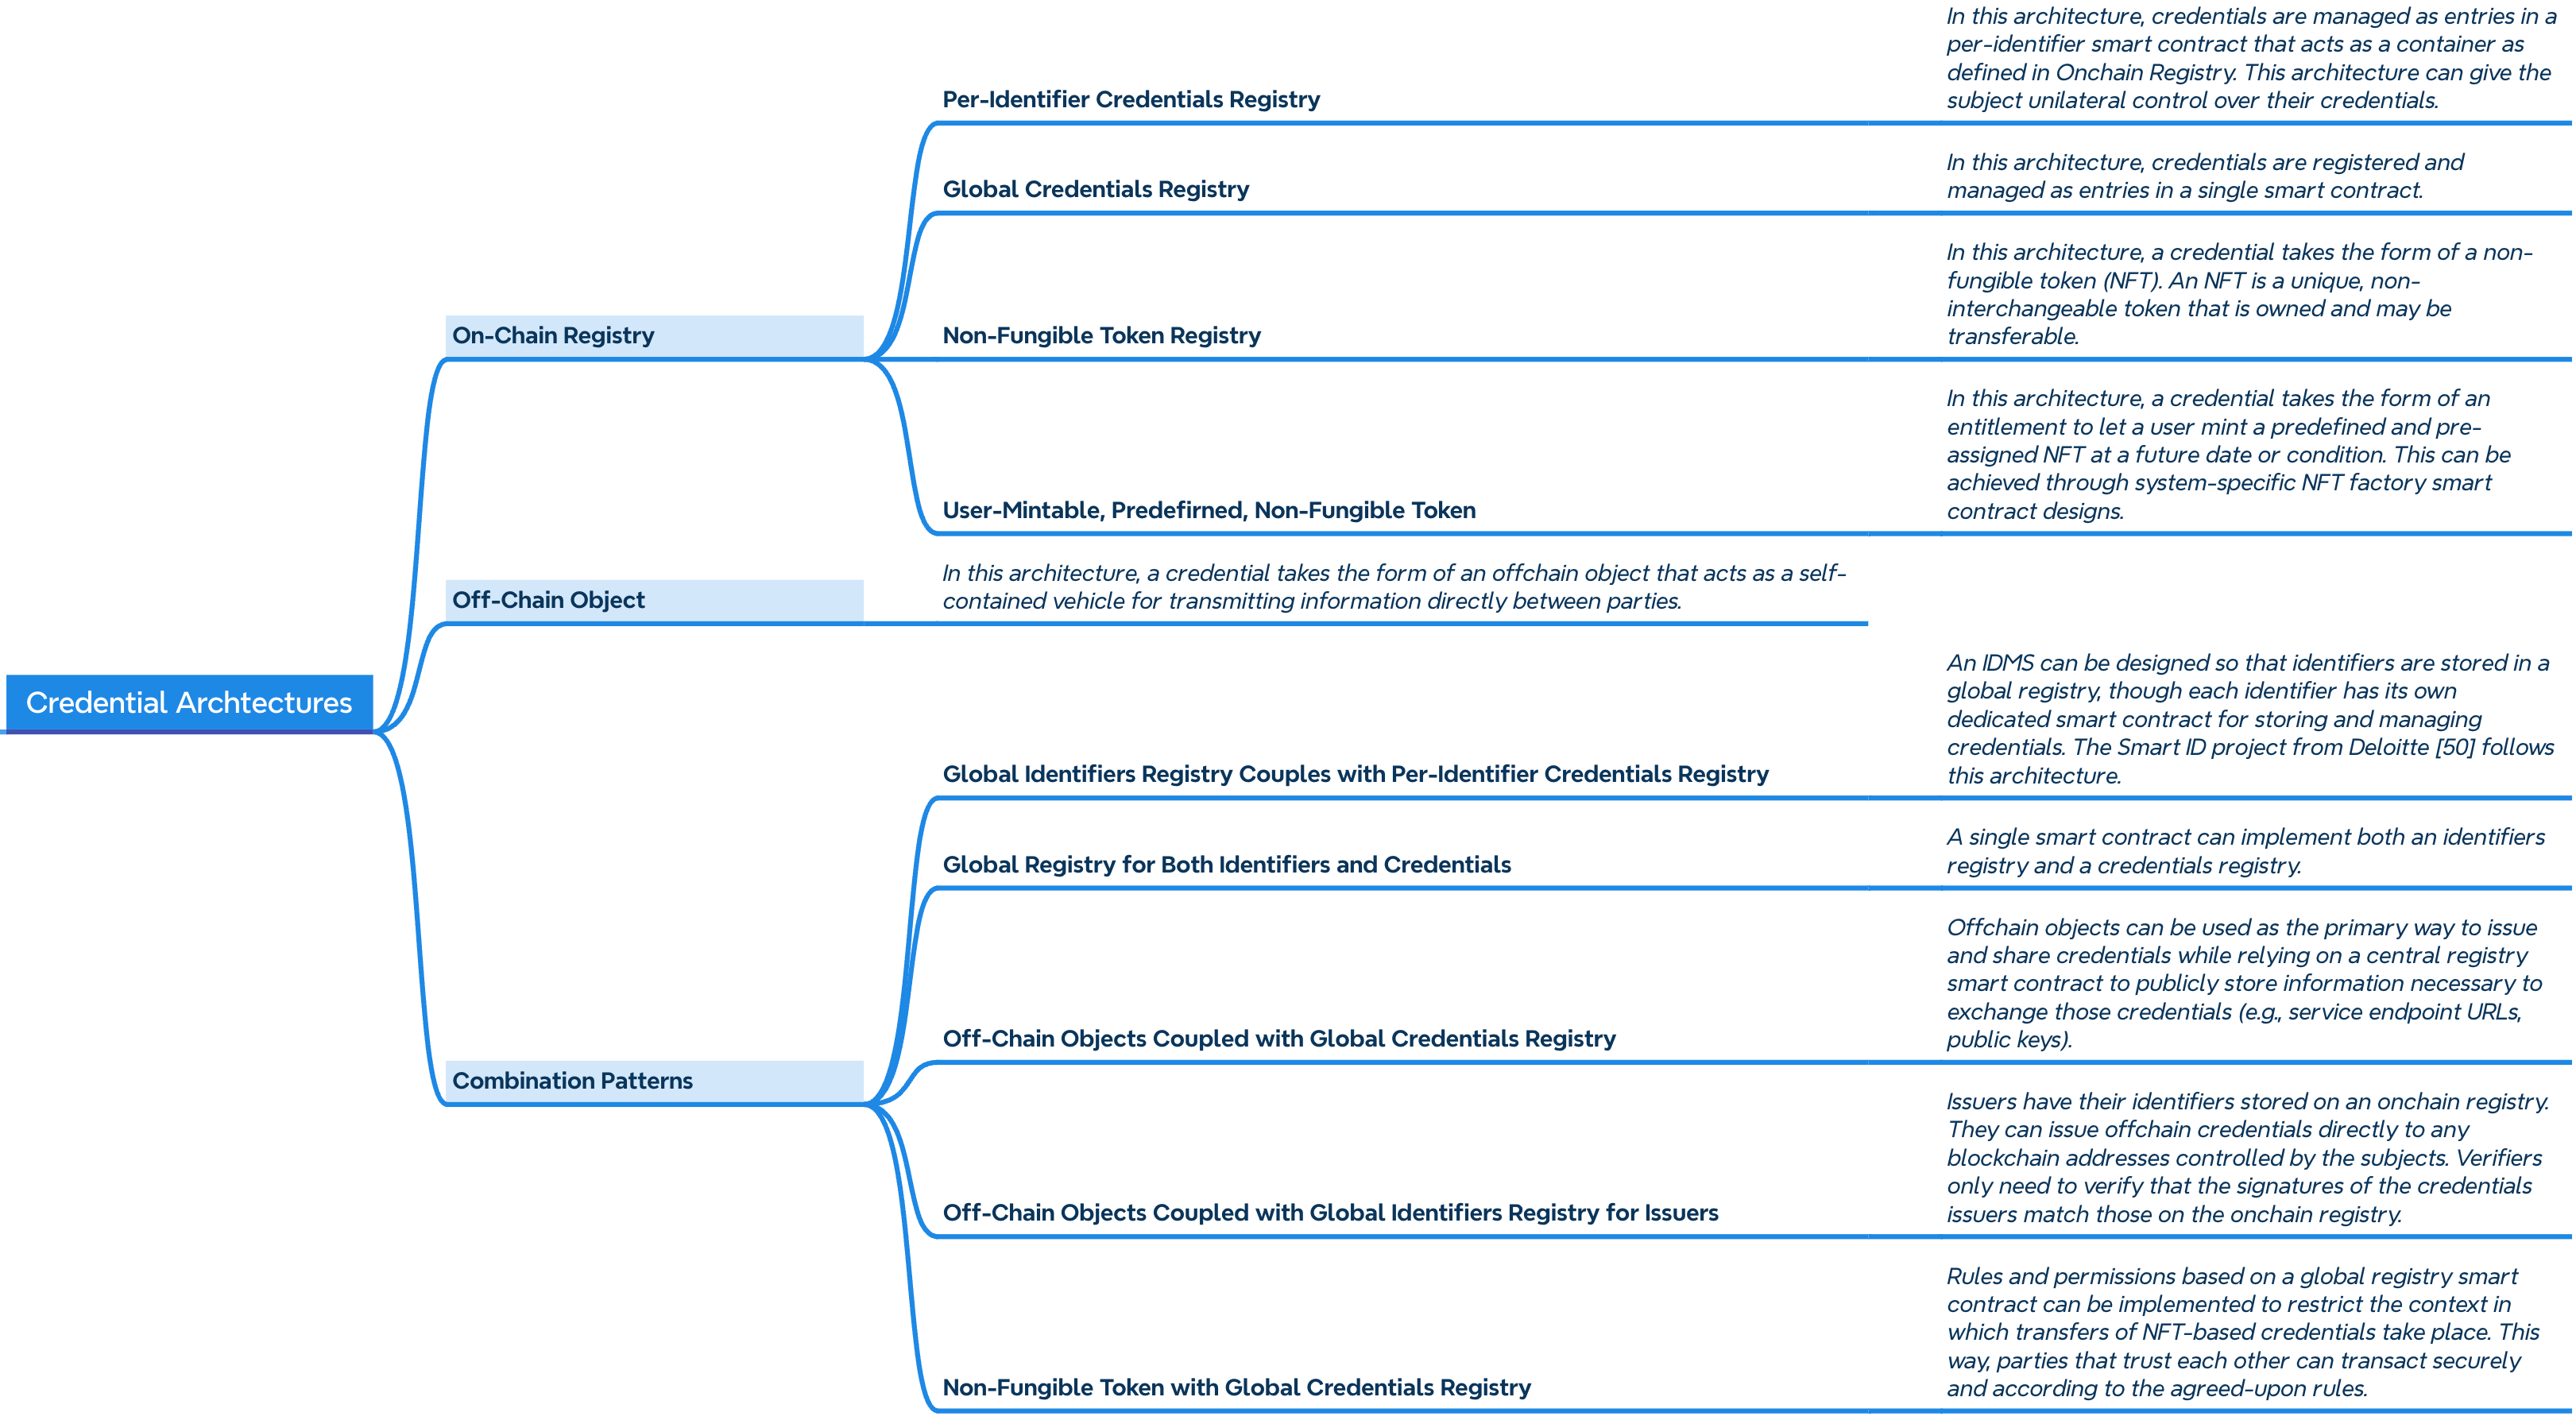 Credential Archtectures
On-Chain Registry
Per-Identifier Credentials Registry
In this architecture, credentials are managed as entries in a
per-identifier smart contract that acts as a container as
defined in Onchain Registry. This architecture can give the
subject unilateral control over their credentials.
Global Credentials Registry
In this architecture, credentials are registered and
managed as entries in a single smart contract.
Non-Fungible Token Registry
In this architecture, a credential takes the form of a non-
fungible token (NFT). An NFT is a unique, non-
interchangeable token that is owned and may be
transferable.
User-Mintable, Predefirned, Non-Fungible Token
In this architecture, a credential takes the form of an
entitlement to let a user mint a predefined and pre-
assigned NFT at a future date or condition. This can be
achieved through system-specific NFT factory smart
contract designs.
Off-Chain Object
In this architecture, a credential takes the form of an offchain object that acts as a self-
contained vehicle for transmitting information directly between parties.
Combination Patterns
Global Identifiers Registry Couples with Per-Identifier Credentials Registry
An IDMS can be designed so that identifiers are stored in a
global registry, though each identifier has its own
dedicated smart contract for storing and managing
credentials. The Smart ID project from Deloitte [50] follows
this architecture.
Global Registry for Both Identifiers and Credentials
A single smart contract can implement both an identifiers
registry and a credentials registry.
Off-Chain Objects Coupled with Global Credentials Registry
Offchain objects can be used as the primary way to issue
and share credentials while relying on a central registry
smart contract to publicly store information necessary to
exchange those credentials (e.g., service endpoint URLs,
public keys).
Off-Chain Objects Coupled with Global Identifiers Registry for Issuers
Issuers have their identifiers stored on an onchain registry.
They can issue offchain credentials directly to any
blockchain addresses controlled by the subjects. Verifiers
only need to verify that the signatures of the credentials
issuers match those on the onchain registry.
Non-Fungible Token with Global Credentials Registry
Rules and permissions based on a global registry smart
contract can be implemented to restrict the context in
which transfers of NFT-based credentials take place. This
way, parties that trust each other can transact securely
and according to the agreed-upon rules.